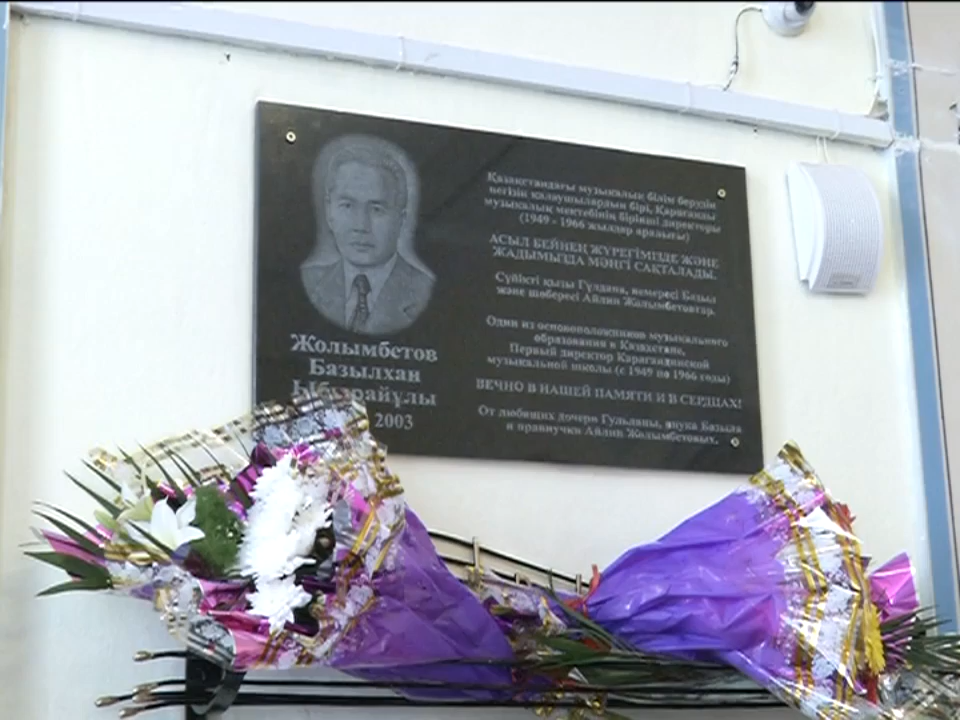 Жолымбетов
Базылхан
Ыбырайұлы
2003
Қазақстандағы музыкалық білім берудің
негізін қалаушылардың бірі, Қарағанды
музыкалық мектебінің бірінші директоры
(1949 - 1966 жылдар аралығы)
АСЫЛ БЕЙНЕҢ ЖҮРЕГІМІЗДЕ ЖӘНЕ
ЖАДЫМЫЗДА МӘҢГІ САҚТАЛАДЫ.
Сүйікті қызы Гүлдана, немересі Базыл
және шөбересі Айлин Жолымбетовтар.
Один из основоположников музыкального
образования в Казахстане,
Первый директор Карагандинской
музыкальной школы (с 1949 по 1966 годы)
ВЕЧНО В НАШЕЙ ПАМЯТИ И В СЕРДЦАХ!
От любящих дочери Гульданы, внука Базыла
и правнучки Айлин Жолымбетовых.